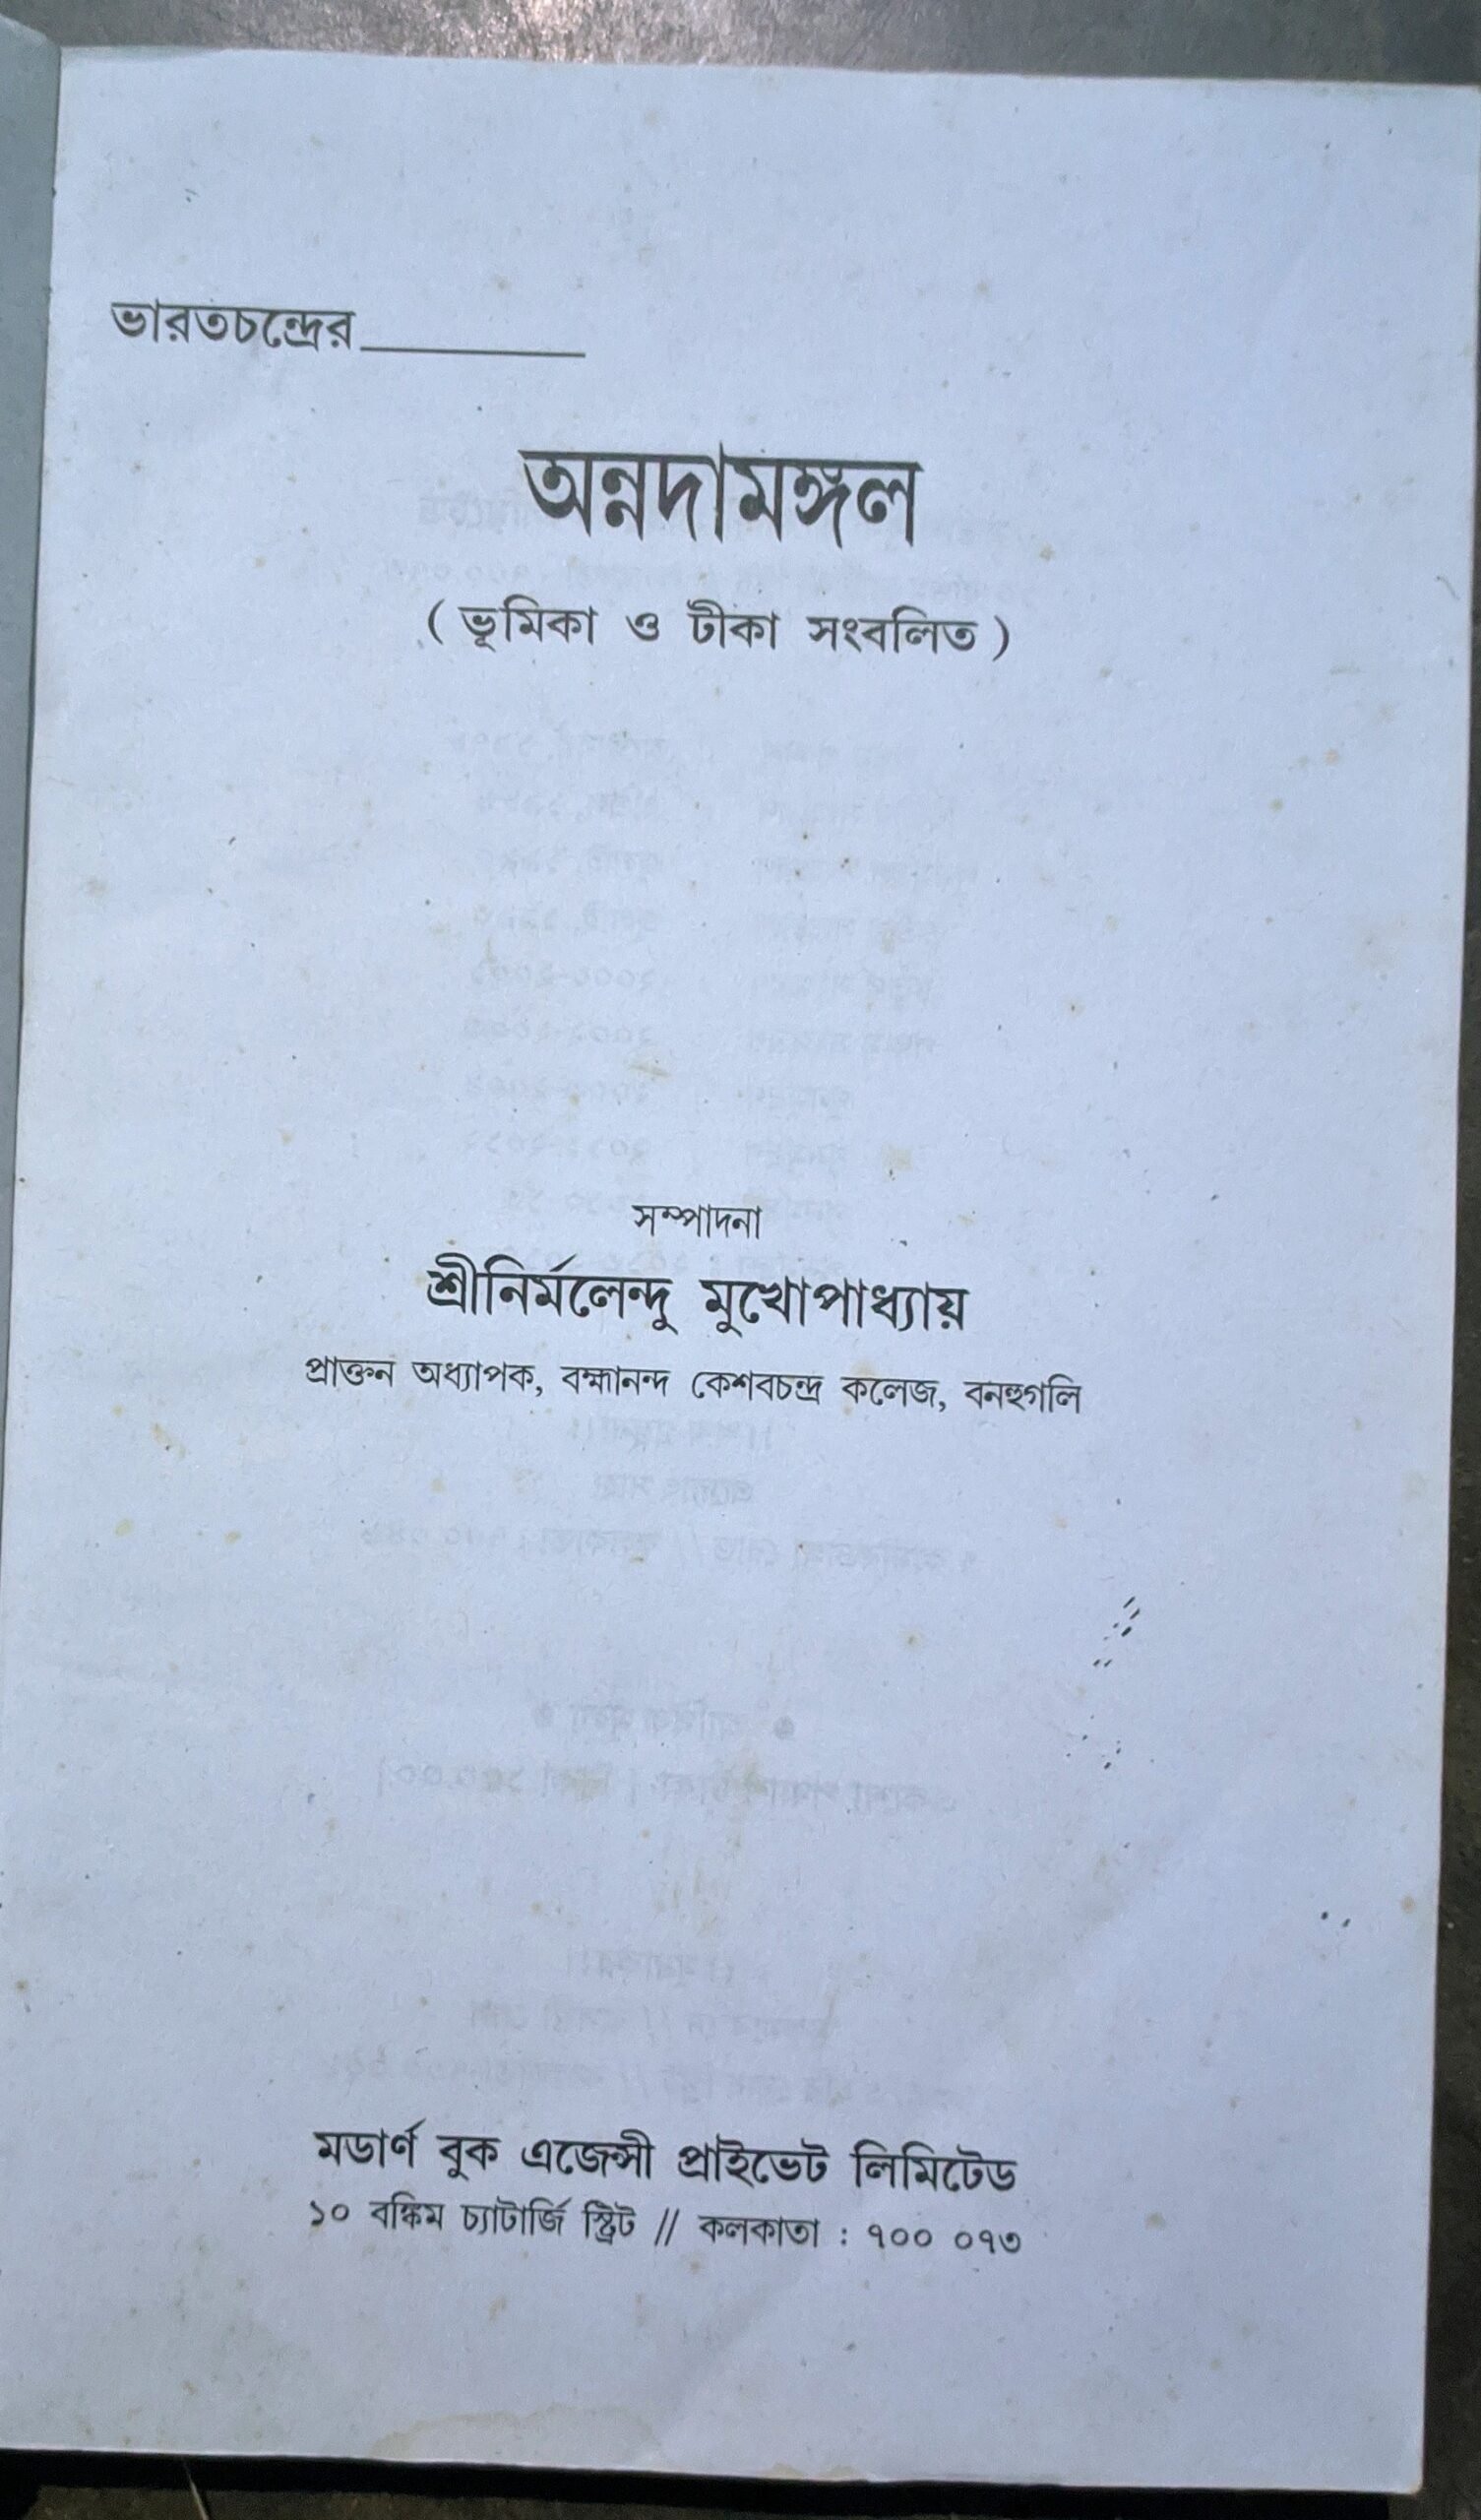 ভারতচন্দ্রের
অন্নদামঙ্গল
( ভূমিকা ও টীকা সংবলিত )
সম্পাদনা
শ্রীনির্মলেন্দু মুখোপাধ্যায়
প্রাক্তন অধ্যাপক, বহ্মানন্দ কেশবচন্দ্র কলেজ, বনহুগলি
মডার্ণ বুক এজেন্সী প্রাইভেট লিমিটেড
১০ বঙ্কিম চ্যাটার্জি স্ট্রিট // কলকাতা : ৭০০ ০৭৩